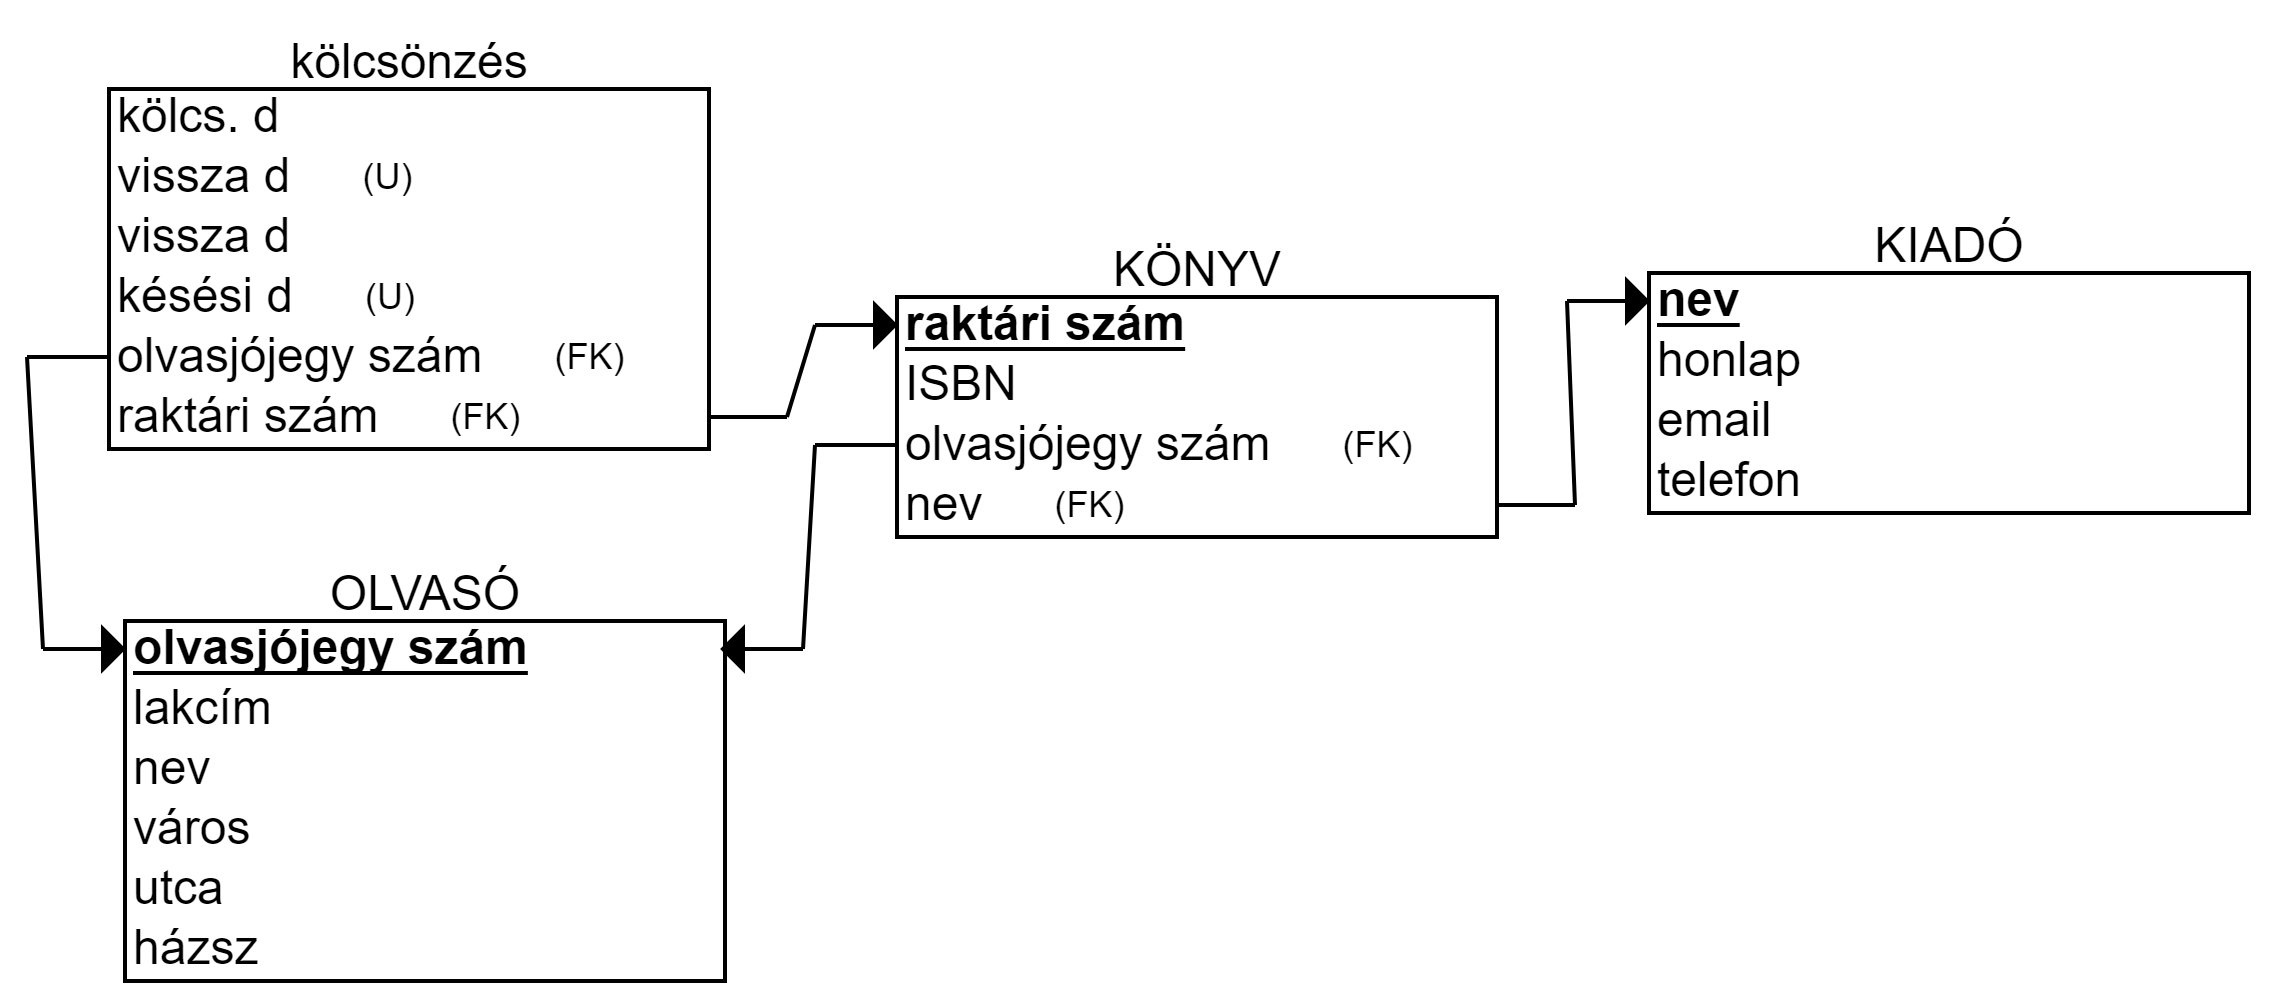 kölcsönzés
kölcs. d
vissza d (U)
vissza d
késési d (U)
olvasjójegy szám (FK)
raktári szám (FK)
KÖNYV
raktári szám
ISBN
olvasjójegy szám (FK)
nev (FK)
KIADÓ
nev
honlap
email
telefon
OLVASÓ
olvasjójegy szám
lakcím
nev
város
utca
házsz